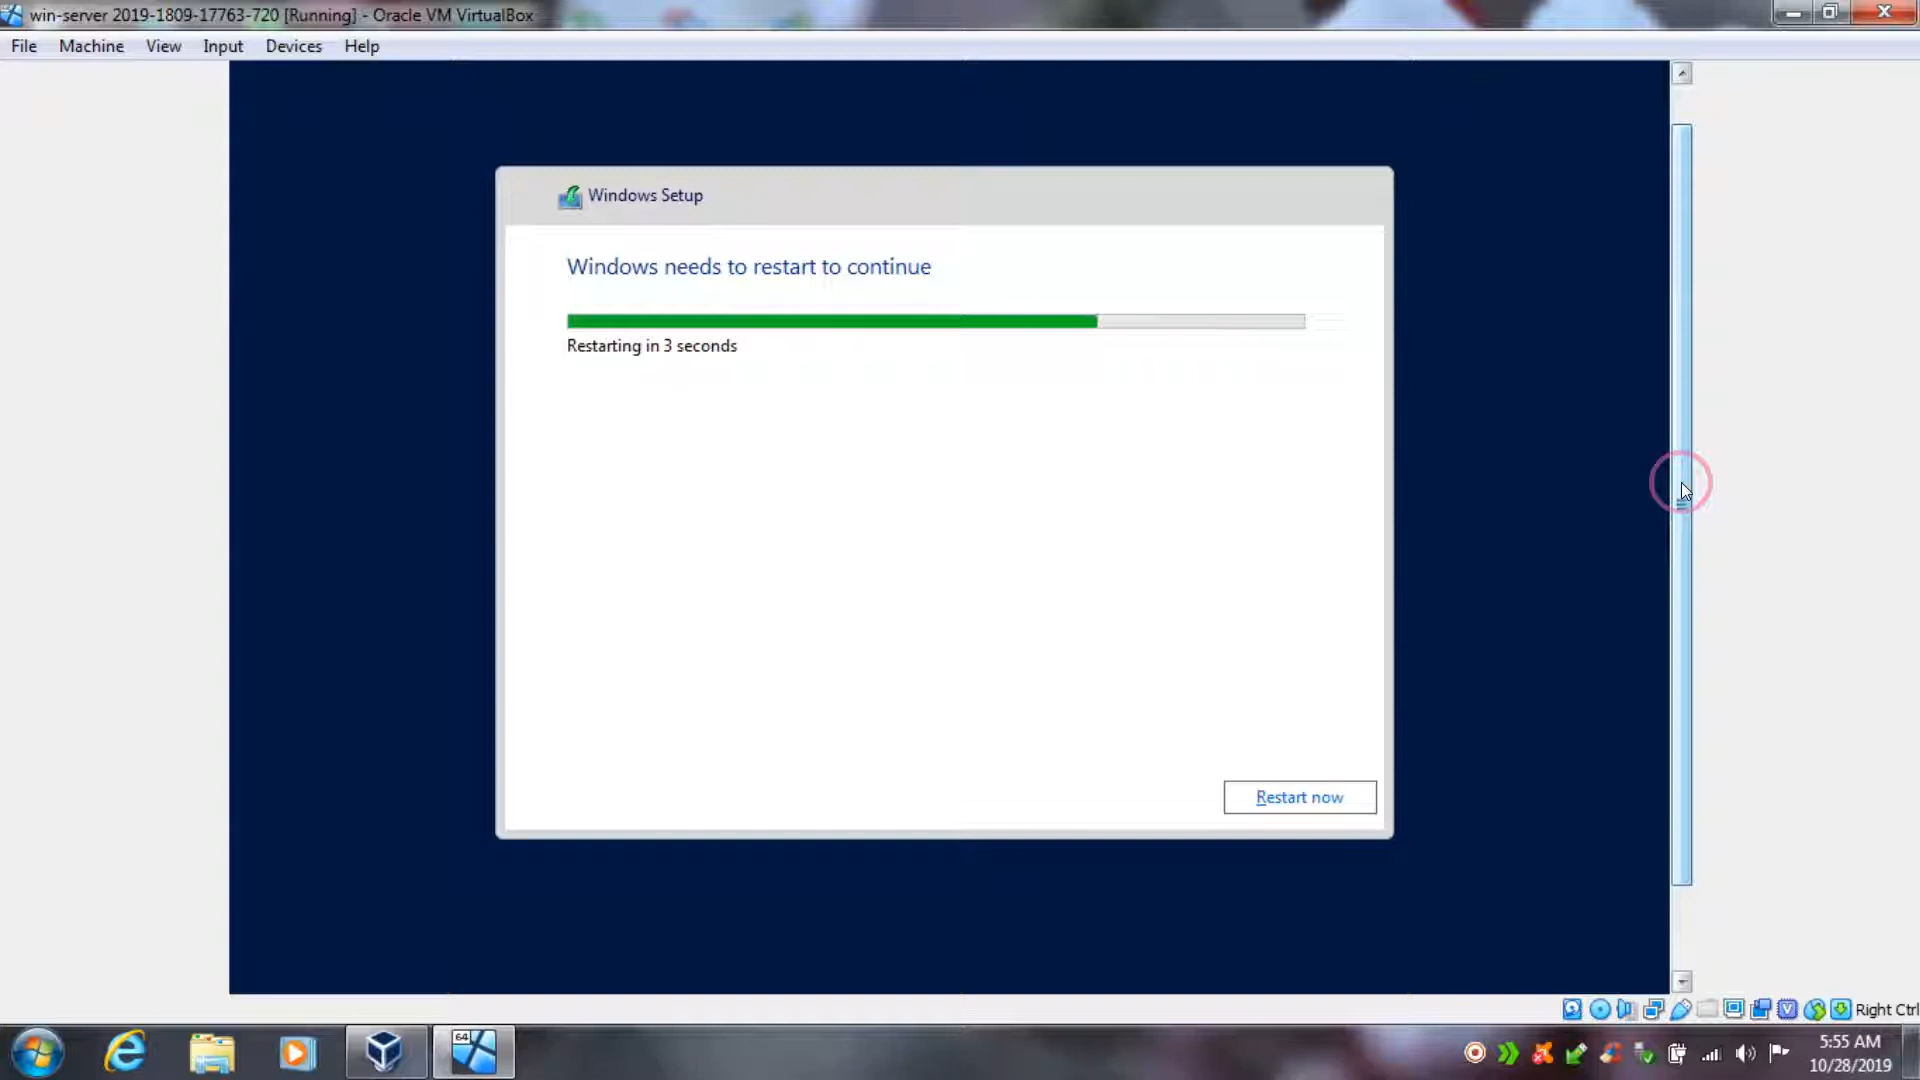 win-server 2019-1809-17763-720 [Running] - Oracle VM VirtualBox
File Machine View Input Devices Help
Windows Setup
Windows needs to restart to continue
Restarting in 3 seconds
Restart now
Right Ctrl
64
5:55 AM
10/28/2019